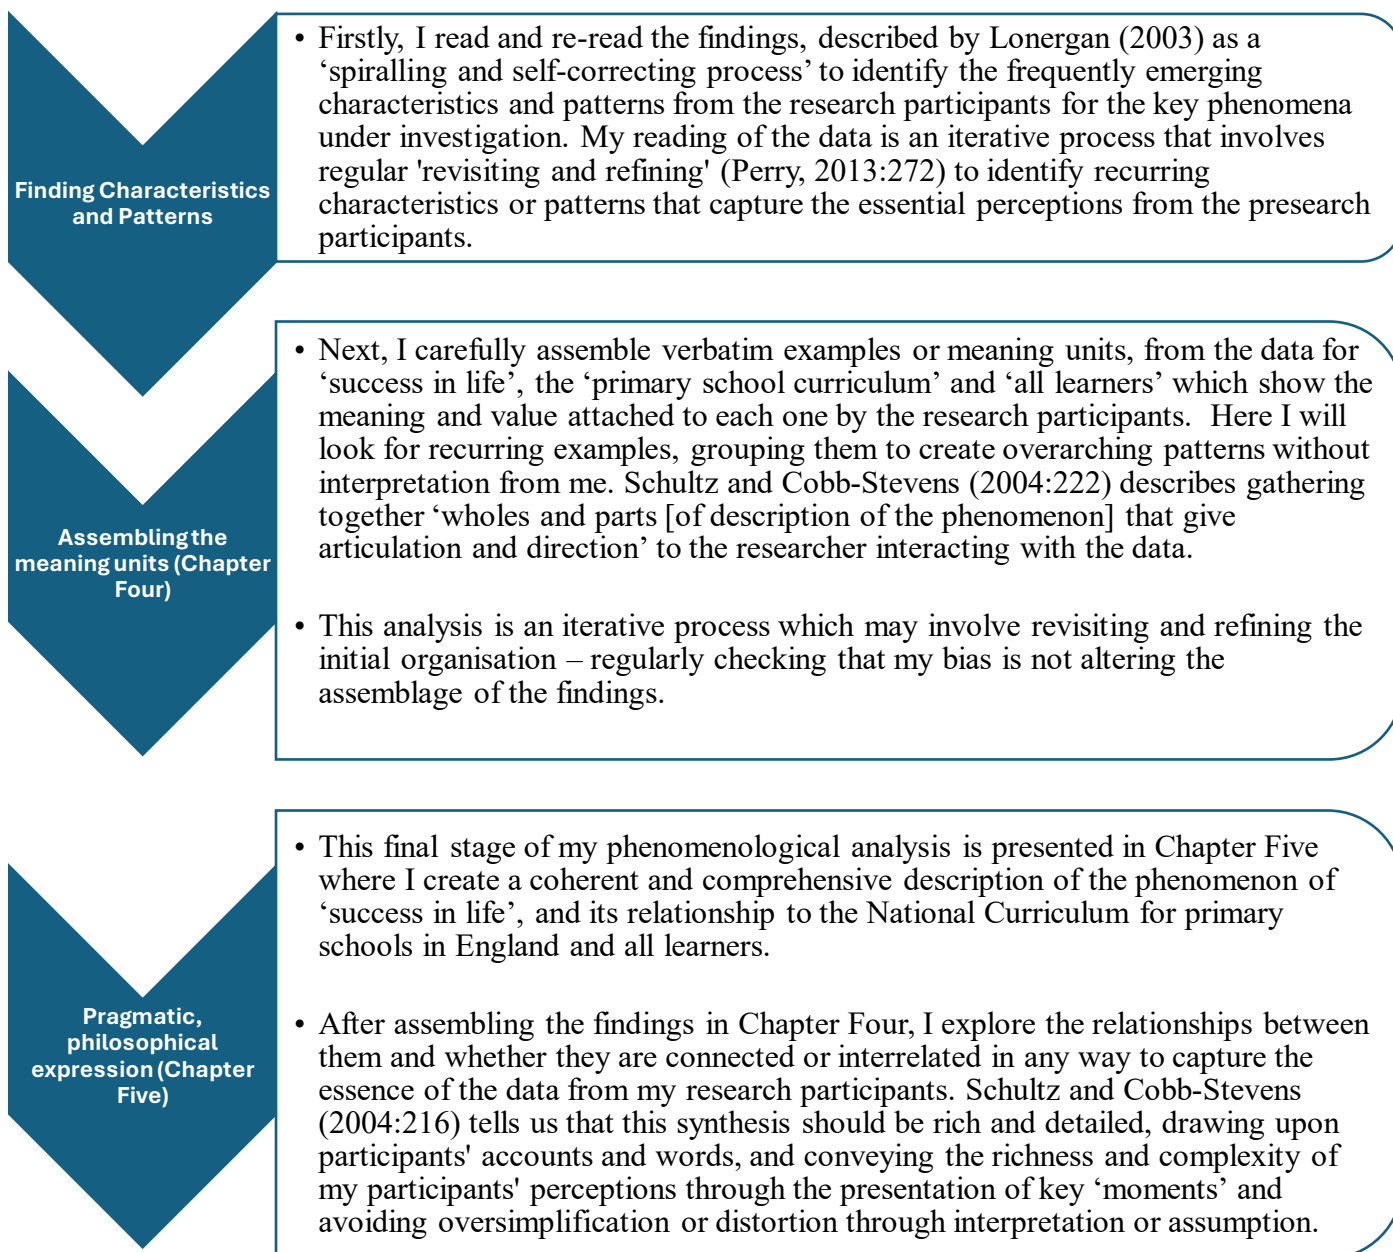 Finding Characteristics
and Patterns
• Firstly, I read and re-read the findings, described by Lonergan (2003) as a
‘spiralling and self-correcting process’ to identify the frequently emerging
characteristics and patterns from the research participants for the key phenomena
under investigation. My reading of the data is an iterative process that involves
regular 'revisiting and refining' (Perry, 2013:272) to identify recurring
characteristics or patterns that capture the essential perceptions from the presearch
participants.
Assembling the
meaning units (Chapter
Four)
• Next, I carefully assemble verbatim examples or meaning units, from the data for
‘success in life’, the ‘primary school curriculum’ and ‘all learners’ which show the
meaning and value attached to each one by the research participants.  Here I will
look for recurring examples, grouping them to create overarching patterns without
interpretation from me. Schultz and Cobb-Stevens (2004:222) describes gathering
together ‘wholes and parts [of description of the phenomenon] that give
articulation and direction’ to the researcher interacting with the data.
• This analysis is an iterative process which may involve revisiting and refining the
initial organisation – regularly checking that my bias is not altering the
assemblage of the findings.
Pragmatic,
philosophical
expression (Chapter
Five)
• This final stage of my phenomenological analysis is presented in Chapter Five
where I create a coherent and comprehensive description of the phenomenon of
‘success in life’, and its relationship to the National Curriculum for primary
schools in England and all learners.
• After assembling the findings in Chapter Four, I explore the relationships between
them and whether they are connected or interrelated in any way to capture the
essence of the data from my research participants. Schultz and Cobb-Stevens
(2004:216) tells us that this synthesis should be rich and detailed, drawing upon
participants' accounts and words, and conveying the richness and complexity of
my participants' perceptions through the presentation of key ‘moments’ and
avoiding oversimplification or distortion through interpretation or assumption.